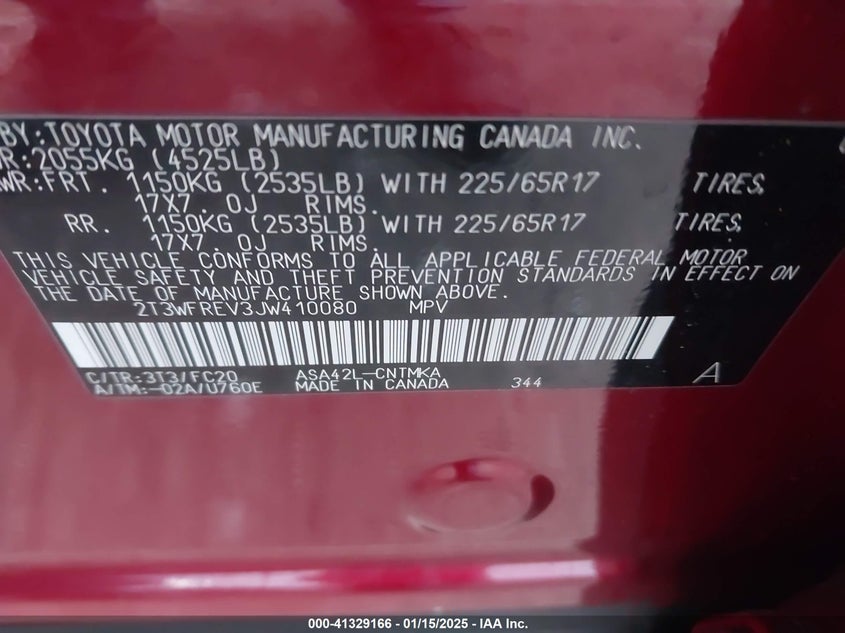 BY: TOYOTA MOTOR MANUFACTURING CANADA INC.
R: 2055KG (4525LB)
WR: FRT. 1150KG (2535LB) WITH 225/65R17 TIRES.
17X7.0J RIMS.
RR. 1150KG (2535LB) WITH 225/65R17 TIRES.
17X7.0J RIMS.
THIS VEHICLE CONFORMS TO ALL APPLICABLE FEDERAL MOTOR
VEHICLE SAFETY AND THEFT PREVENTION STANDARDS IN EFFECT ON
THE DATE OF MANUFACTURE SHOWN ABOVE.
2T3WFREV3JW410080 MPV
C/TR: 3T3/FC20 ASA42L-CNTMKA
A/TM: -02A/U760E MADE IN CANADA 344 A
000-41329166 - 01/15/2025 - IAA Inc.